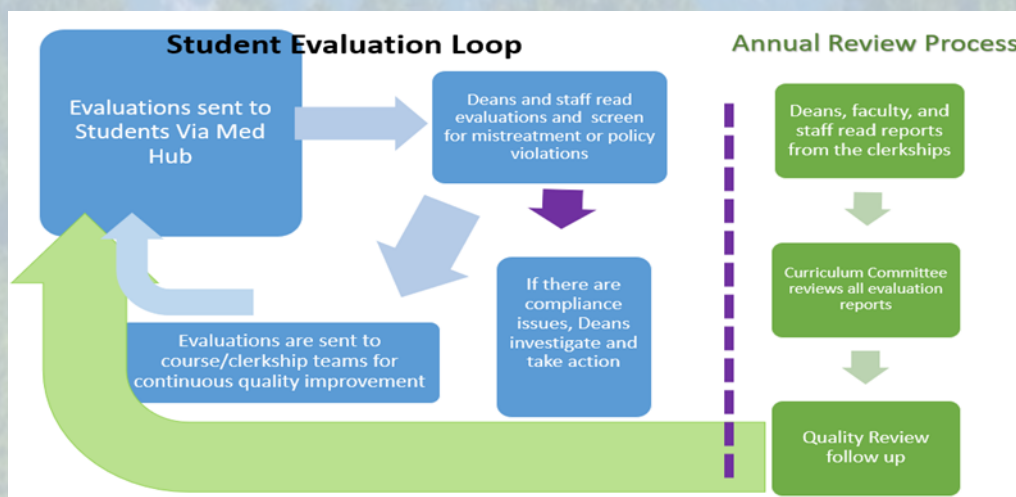 Student Evaluation Loop
Evaluations sent to
Students Via Med
Hub
Deans and staff read
evaluations and screen
for mistreatment or policy
violations
If there are
compliance
issues, Deans
investigate and
take action
Evaluations are sent to
course/clerkship teams for
continuous quality improvement
Annual Review Process
Deans, faculty, and
staff read reports
from the clerkships
Curriculum Committee
reviews all evaluation
reports
Quality Review
follow up